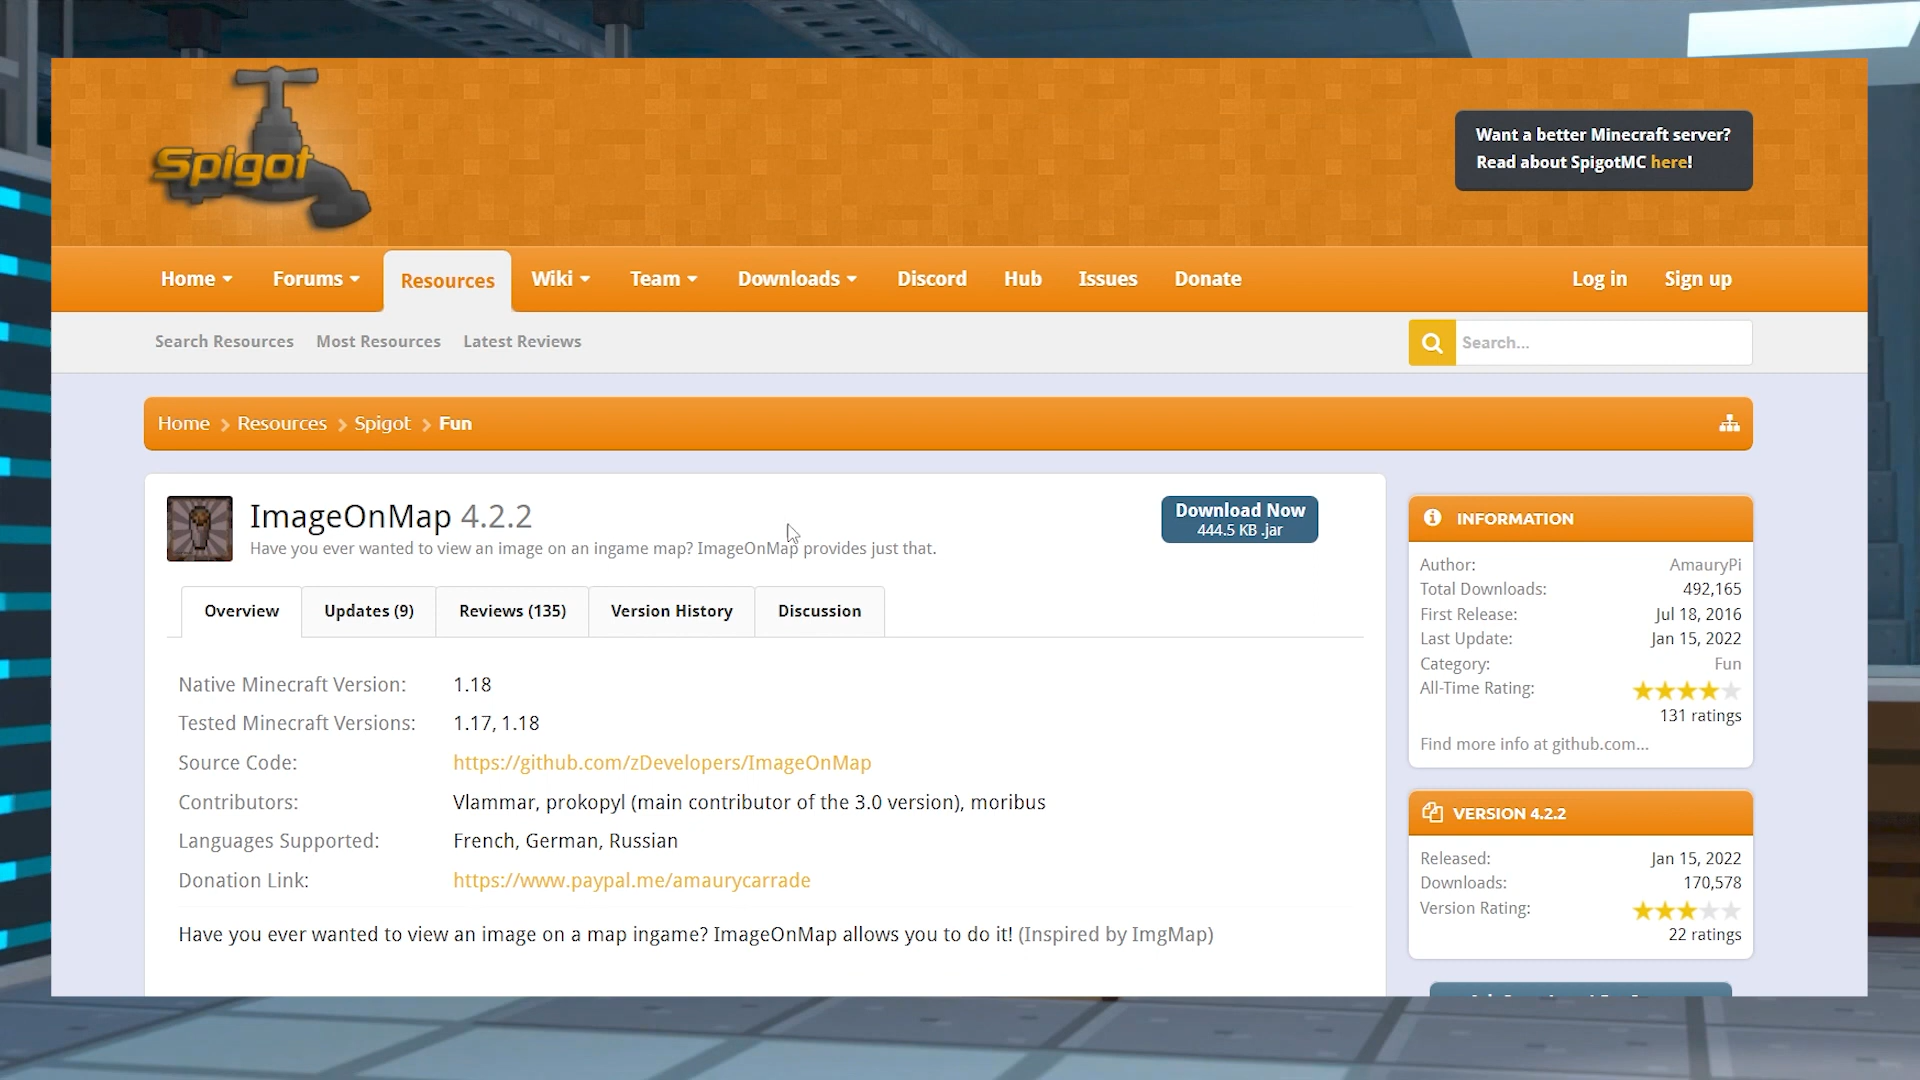 Spigot
Want a better Minecraft server?
Read about SpigotMC here!
Home Forums Resources Wiki Team Downloads Discord Hub Issues Donate Log in Sign up
Search Resources Most Resources Latest Reviews Search...
Home Resources Spigot Fun
ImageOnMap 4.2.2
Have you ever wanted to view an image on an ingame map? ImageOnMap provides just that.
Download Now
444.5 KB .jar
Overview Updates (9) Reviews (135) Version History Discussion
Native Minecraft Version: 1.18
Tested Minecraft Versions: 1.17, 1.18
Source Code: https://github.com/zDevelopers/ImageOnMap
Contributors: Vlammar, prokopyl (main contributor of the 3.0 version), moribus
Languages Supported: French, German, Russian
Donation Link: https://www.paypal.me/amaurycarrade
Have you ever wanted to view an image on a map ingame? ImageOnMap allows you to do it! (Inspired by ImgMap)
INFORMATION
Author: AmauryPi
Total Downloads: 492,165
First Release: Jul 18, 2016
Last Update: Jan 15, 2022
Category: Fun
All-Time Rating:
131 ratings
Find more info at github.com...
VERSION 4.2.2
Released: Jan 15, 2022
Downloads: 170,578
Version Rating:
22 ratings